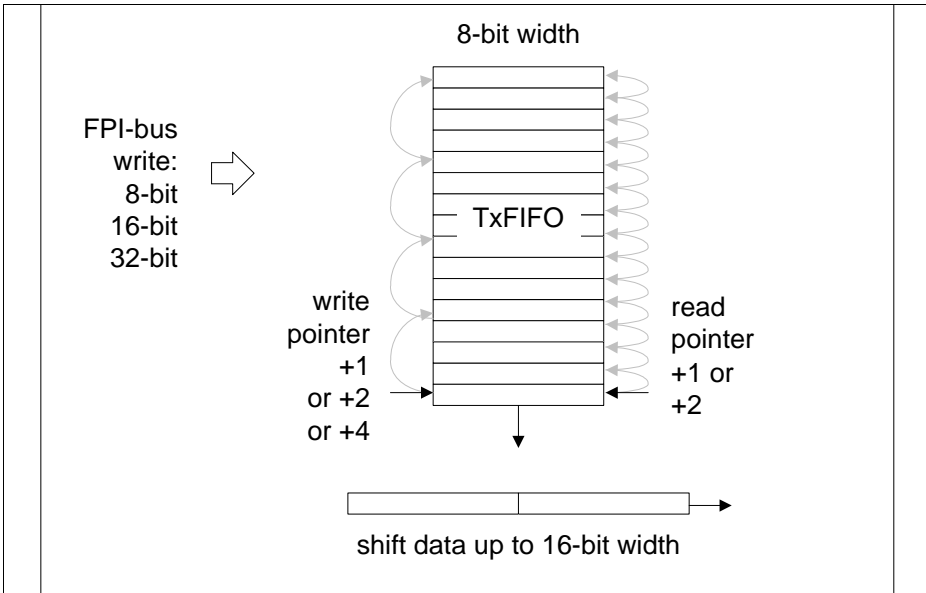 8-bit width
FPI-bus
write:
8-bit
16-bit
32-bit
TxFIFO
write
pointer
+1
or +2
or +4
read
pointer
+1 or
+2
shift data up to 16-bit width